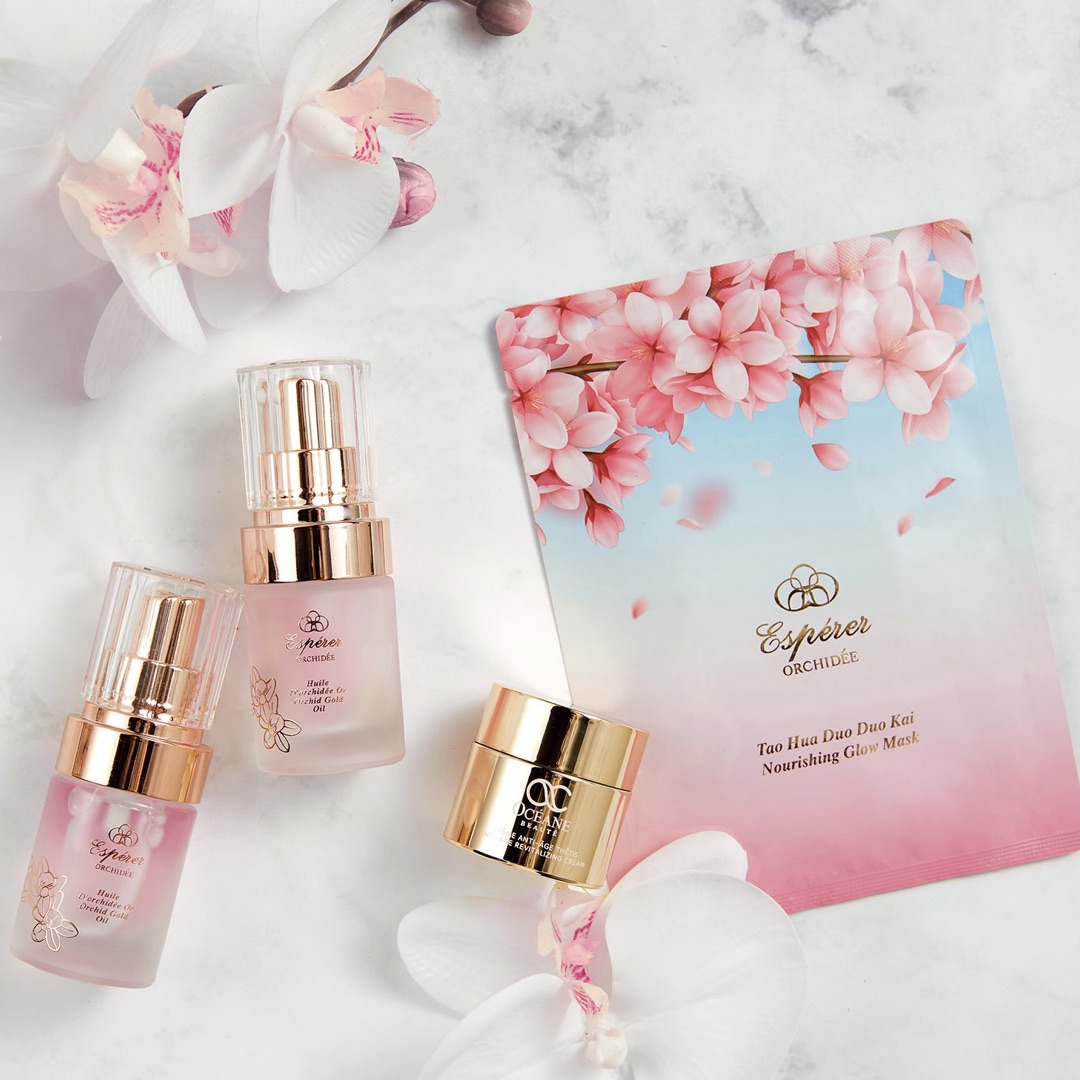 Espérer
ORCHIDÉE
Huile
D'orchidée Or
Orchid Gold
Oil
Espérer
ORCHIDÉE
Huile
D'orchidée Or
Orchid Gold
Oil
OC
OCÉANE
BEAUTÉ
ANTI-ÂGE THÉTIS
REVITALIZING CREAM
Espérer
ORCHIDÉE
Tao Hua Duo Duo Kai
Nourishing Glow Mask